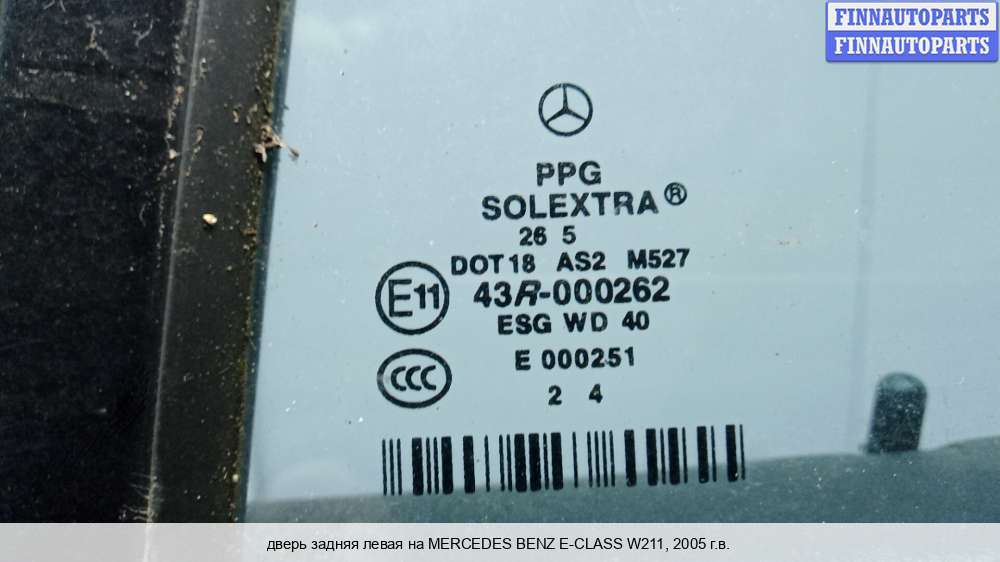 FINNAUTOPARTS
FINNAUTOPARTS
PPG
SOLEXTRA®
26 5
DOT18 AS2 M527
E11 43R-000262
ESG WD 40
E 000251
CCC
2 4
дверь задняя левая на MERCEDES BENZ E-CLASS W211, 2005 г.в.